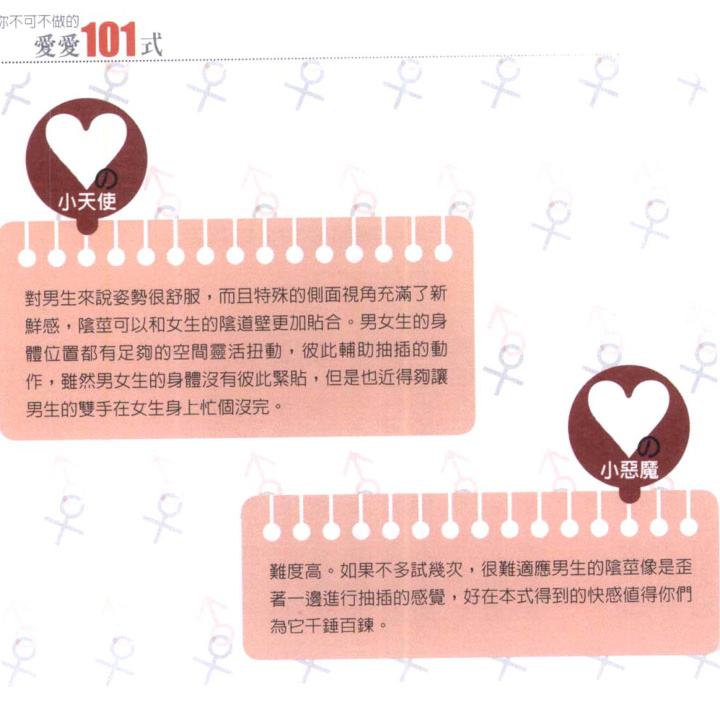 你不可不做的
愛愛101式
の
小天使
對男生來說姿勢很舒服，而且特殊的側面視角充滿了新
鮮感，陰莖可以和女生的陰道壁更加貼合。男女生的身
體位置都有足夠的空間靈活扭動，彼此輔助抽插的動
作，雖然男女生的身體沒有彼此緊貼，但是也近得夠讓
男生的雙手在女生身上忙個沒完。
の
小惡魔
難度高。如果不多試幾次，很難適應男生的陰莖像是歪
著一邊進行抽插的感覺，好在本式得到的快感值得你們
為它千錘百鍊。